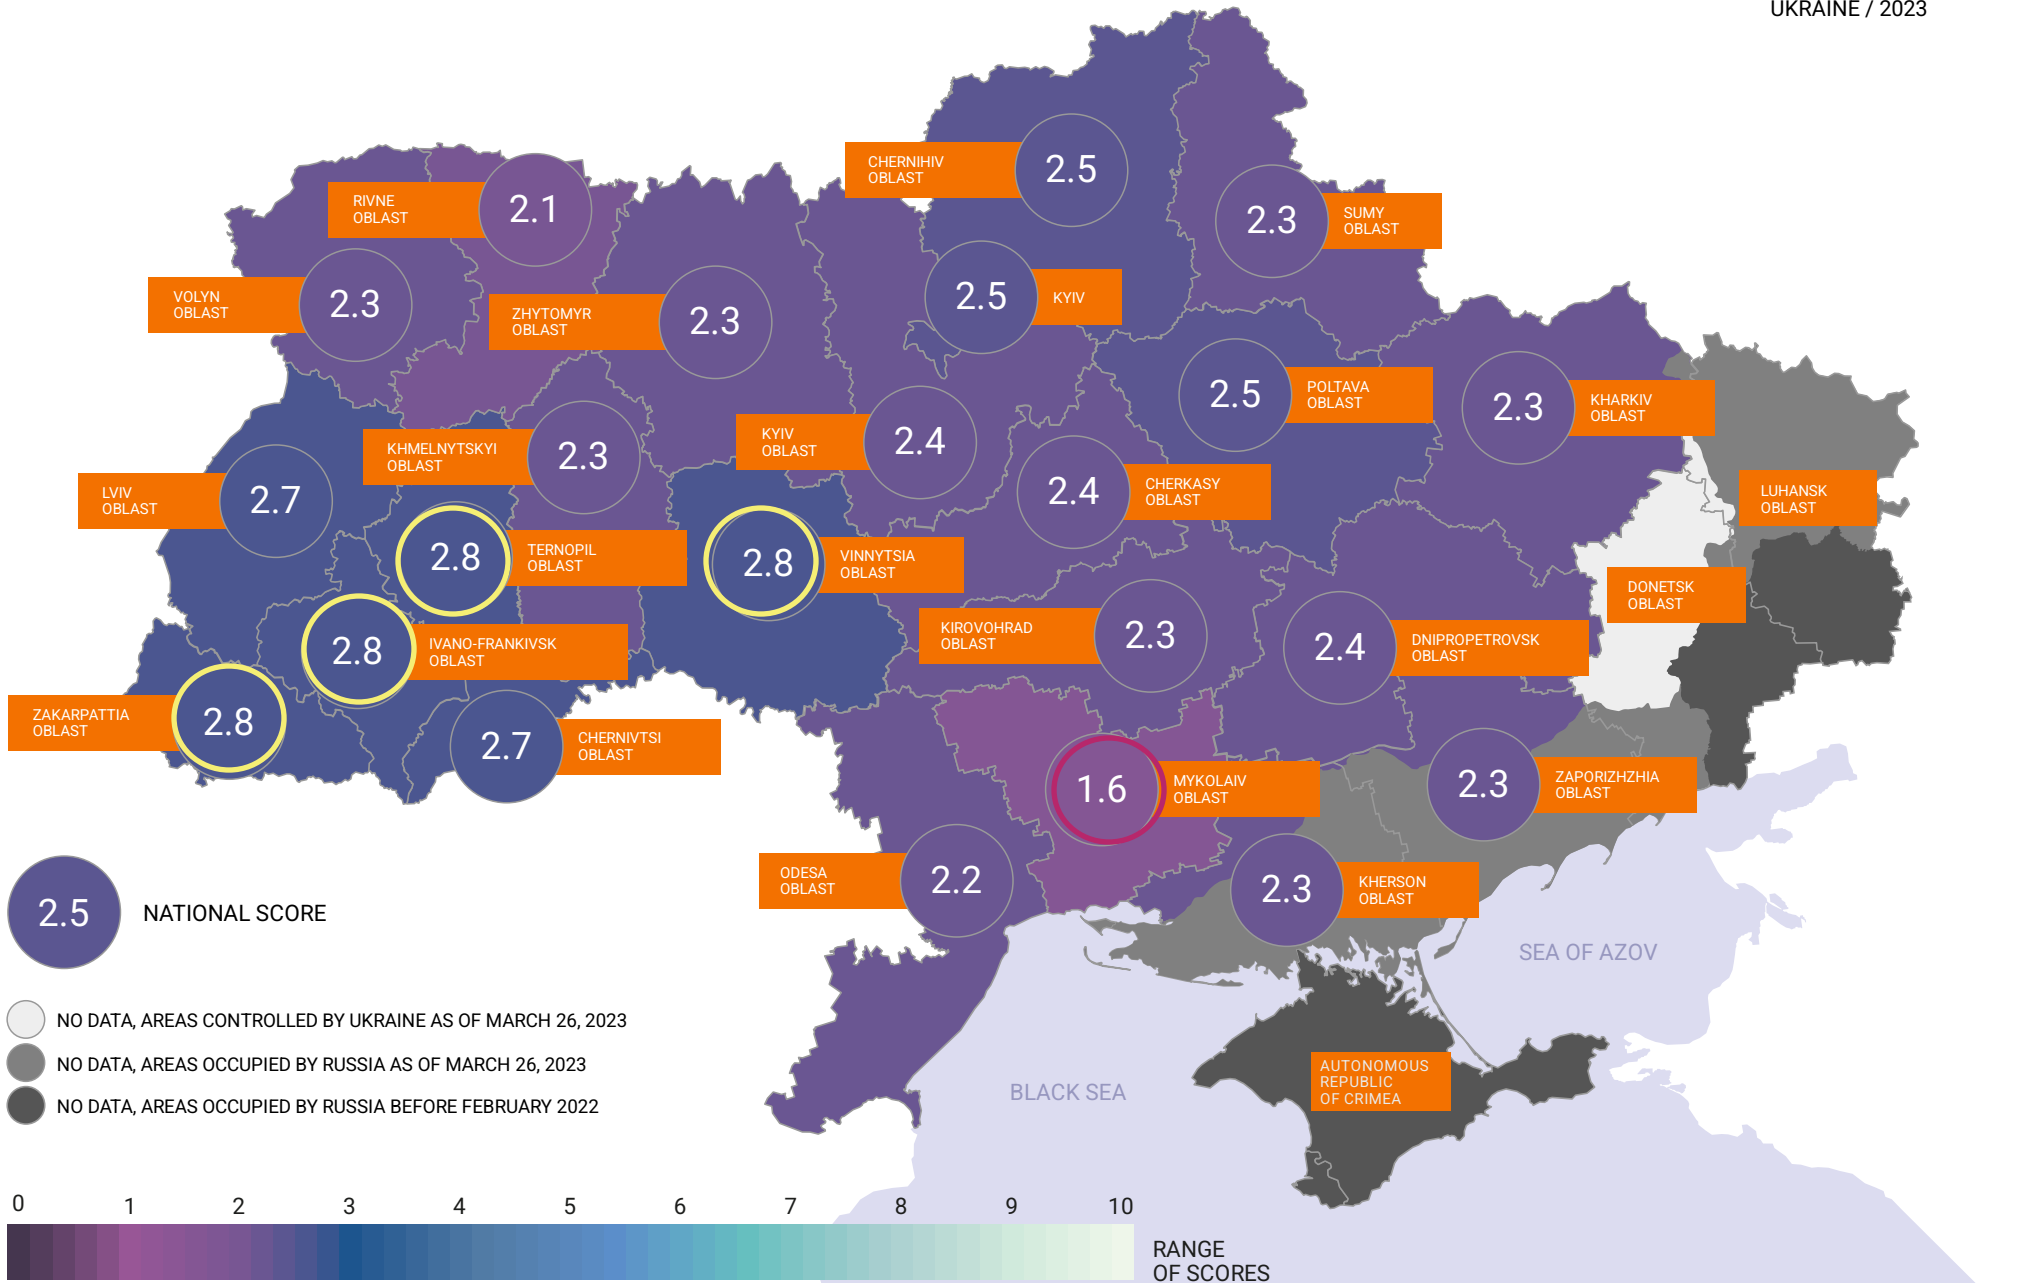 UKRAINE / 2023
CHERNIHIV
OBLAST
2.5
RIVNE
OBLAST
2.1
2.3
SUMY
OBLAST
VOLYN
OBLAST
2.3
ZHYTOMYR
OBLAST
2.3
2.5
KYIV
2.5
POLTAVA
OBLAST
2.3
KHARKIV
OBLAST
KHMELNYTSKYI
OBLAST
2.3
KYIV
OBLAST
2.4
2.4
CHERKASY
OBLAST
LUHANSK
OBLAST
LVIV
OBLAST
2.7
2.8
TERNOPIL
OBLAST
2.8
VINNYTSIA
OBLAST
DONETSK
OBLAST
2.8
IVANO-FRANKIVSK
OBLAST
KIROVOHRAD
OBLAST
2.3
2.4
DNIPROPETROVSK
OBLAST
ZAKARPATTIA
OBLAST
2.8
2.7
CHERNIVTSI
OBLAST
1.6
MYKOLAIV
OBLAST
2.3
ZAPORIZHZHIA
OBLAST
ODESA
OBLAST
2.2
2.3
KHERSON
OBLAST
2.5
NATIONAL SCORE
SEA OF AZOV
NO DATA, AREAS CONTROLLED BY UKRAINE AS OF MARCH 26, 2023
NO DATA, AREAS OCCUPIED BY RUSSIA AS OF MARCH 26, 2023
NO DATA, AREAS OCCUPIED BY RUSSIA BEFORE FEBRUARY 2022
BLACK SEA
AUTONOMOUS
REPUBLIC
OF CRIMEA
0 1 2 3 4 5 6 7 8 9 10
RANGE
OF SCORES